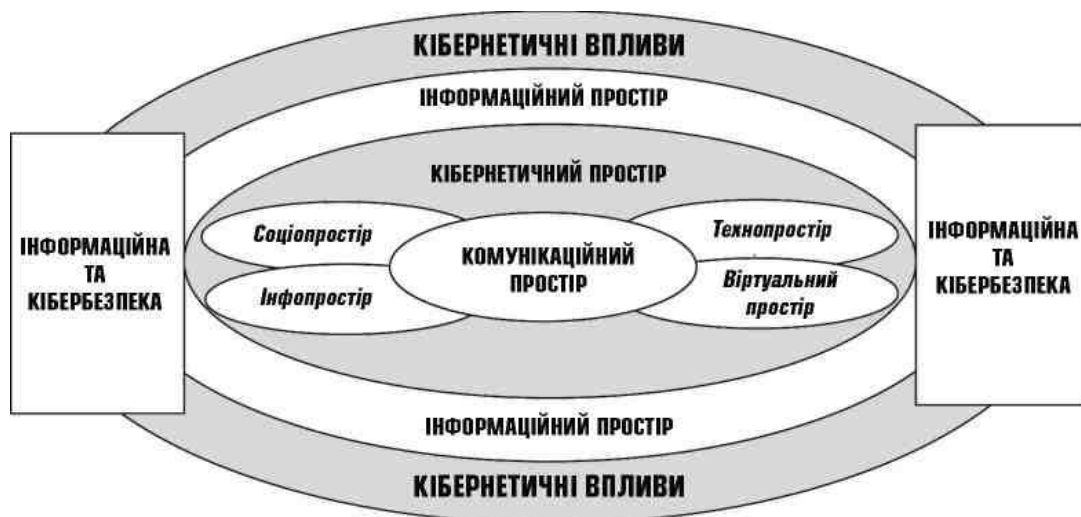 КІБЕРНЕТИЧНІ ВПЛИВИ
ІНФОРМАЦІЙНИЙ ПРОСТІР
КІБЕРНЕТИЧНИЙ ПРОСТІР
ІНФОРМАЦІЙНА
ТА
КІБЕРБЕЗПЕКА
Соціопростір
Інфопростір
КОМУНІКАЦІЙНИЙ
ПРОСТІР
Технопростір
Віртуальний
простір
ІНФОРМАЦІЙНА
ТА
КІБЕРБЕЗПЕКА
ІНФОРМАЦІЙНИЙ ПРОСТІР
КІБЕРНЕТИЧНІ ВПЛИВИ